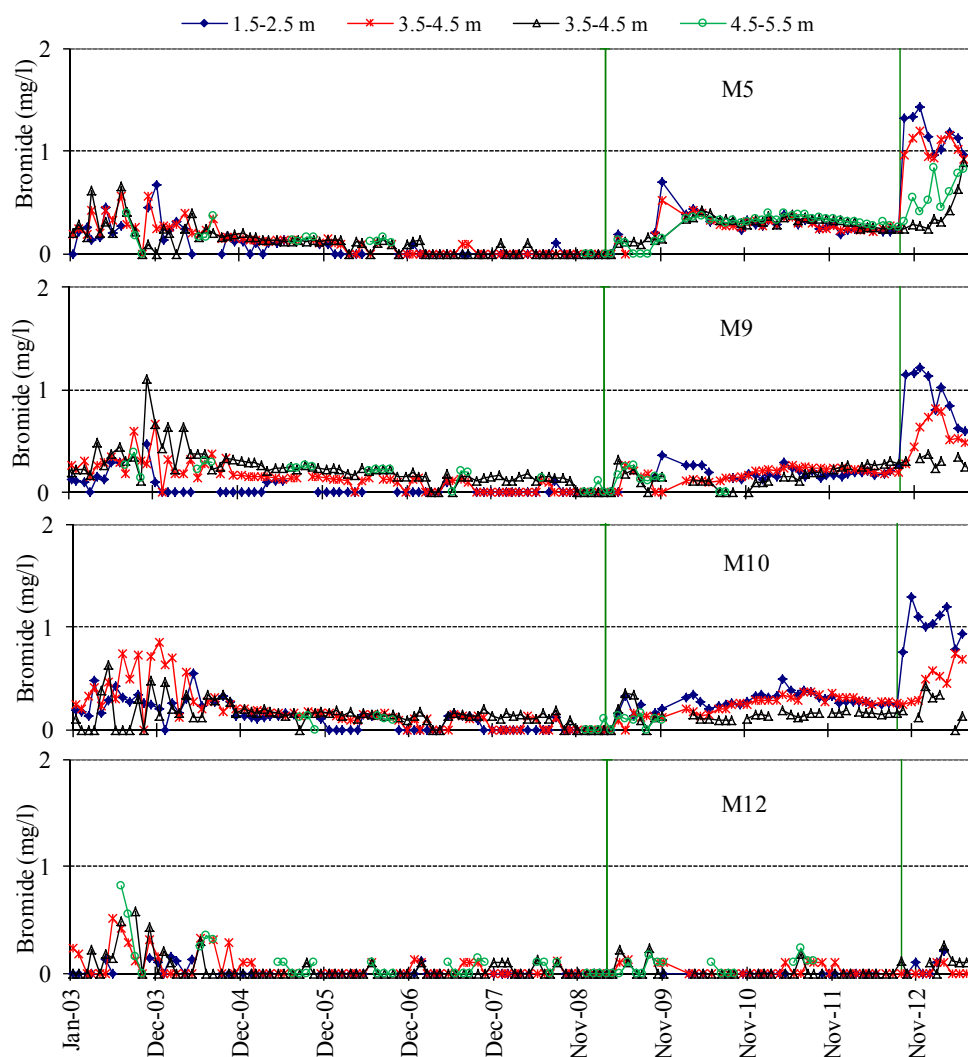 1.5-2.5 m 3.5-4.5 m 3.5-4.5 m 4.5-5.5 m
2
1
0
Bromide (mg/l)
M5
2
1
0
Bromide (mg/l)
M9
2
1
0
Bromide (mg/l)
M10
2
1
0
Bromide (mg/l)
M12
Jan-03 Dec-03 Dec-04 Dec-05 Dec-06 Dec-07 Nov-08 Nov-09 Nov-10 Nov-11 Nov-12